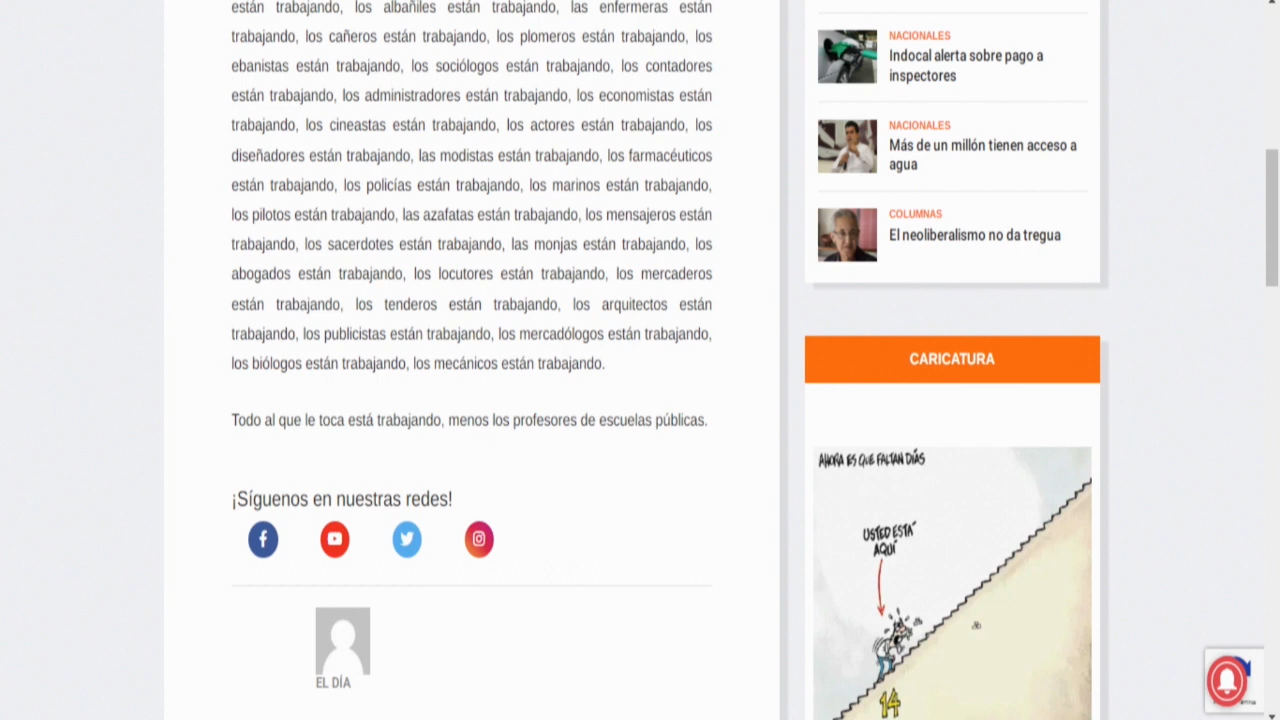 están trabajando, los albañiles están trabajando, las enfermeras están
trabajando, los cañeros están trabajando, los plomeros están trabajando, los
ebanistas están trabajando, los sociólogos están trabajando, los contadores
están trabajando, los administradores están trabajando, los economistas están
trabajando, los cineastas están trabajando, los actores están trabajando, los
diseñadores están trabajando, las modistas están trabajando, los farmacéuticos
están trabajando, los policías están trabajando, los marinos están trabajando,
los pilotos están trabajando, las azafatas están trabajando, los mensajeros están
trabajando, los sacerdotes están trabajando, las monjas están trabajando, los
abogados están trabajando, los locutores están trabajando, los mercaderos
están trabajando, los tenderos están trabajando, los arquitectos están
trabajando, los publicistas están trabajando, los mercadólogos están trabajando,
los biólogos están trabajando, los mecánicos están trabajando.
Todo al que le toca está trabajando, menos los profesores de escuelas públicas.
¡Síguenos en nuestras redes!
EL DÍA
NACIONALES
Indocal alerta sobre pago a
inspectores
NACIONALES
Más de un millón tienen acceso a
agua
COLUMNAS
El neoliberalismo no da tregua
CARICATURA
AHORA ES QUE FALTAN DÍAS
USTED ESTÁ
AQUÍ
14